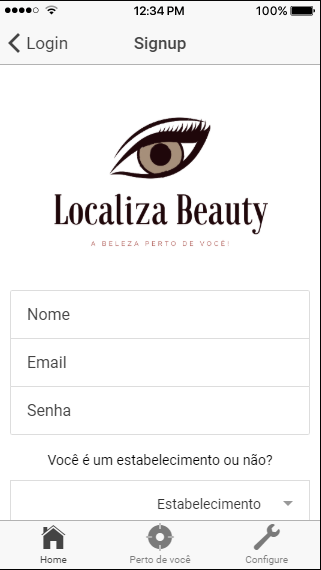 12:34 PM
100%
Login
Signup
Localiza Beauty
A BELEZA PERTO DE VOCÊ!
Nome
Email
Senha
Você é um estabelecimento ou não?
Estabelecimento
Home
Perto de você
Configure